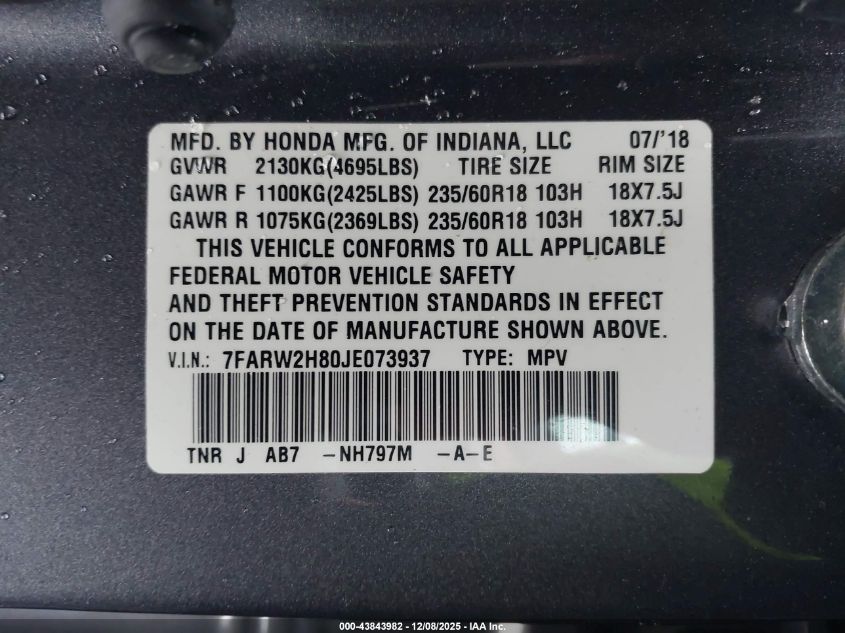 MFD. BY HONDA MFG. OF INDIANA, LLC 07/'18
GVWR 2130KG(4695LBS) TIRE SIZE RIM SIZE
GAWR F 1100KG(2425LBS) 235/60R18 103H 18X7.5J
GAWR R 1075KG(2369LBS) 235/60R18 103H 18X7.5J
THIS VEHICLE CONFORMS TO ALL APPLICABLE
FEDERAL MOTOR VEHICLE SAFETY
AND THEFT PREVENTION STANDARDS IN EFFECT
ON THE DATE OF MANUFACTURE SHOWN ABOVE.
V.I.N.: 7FARW2H80JE073937 TYPE: MPV
TNR J AB7 -NH797M -A-E
000-43843982 - 12/08/2025 - IAA Inc.